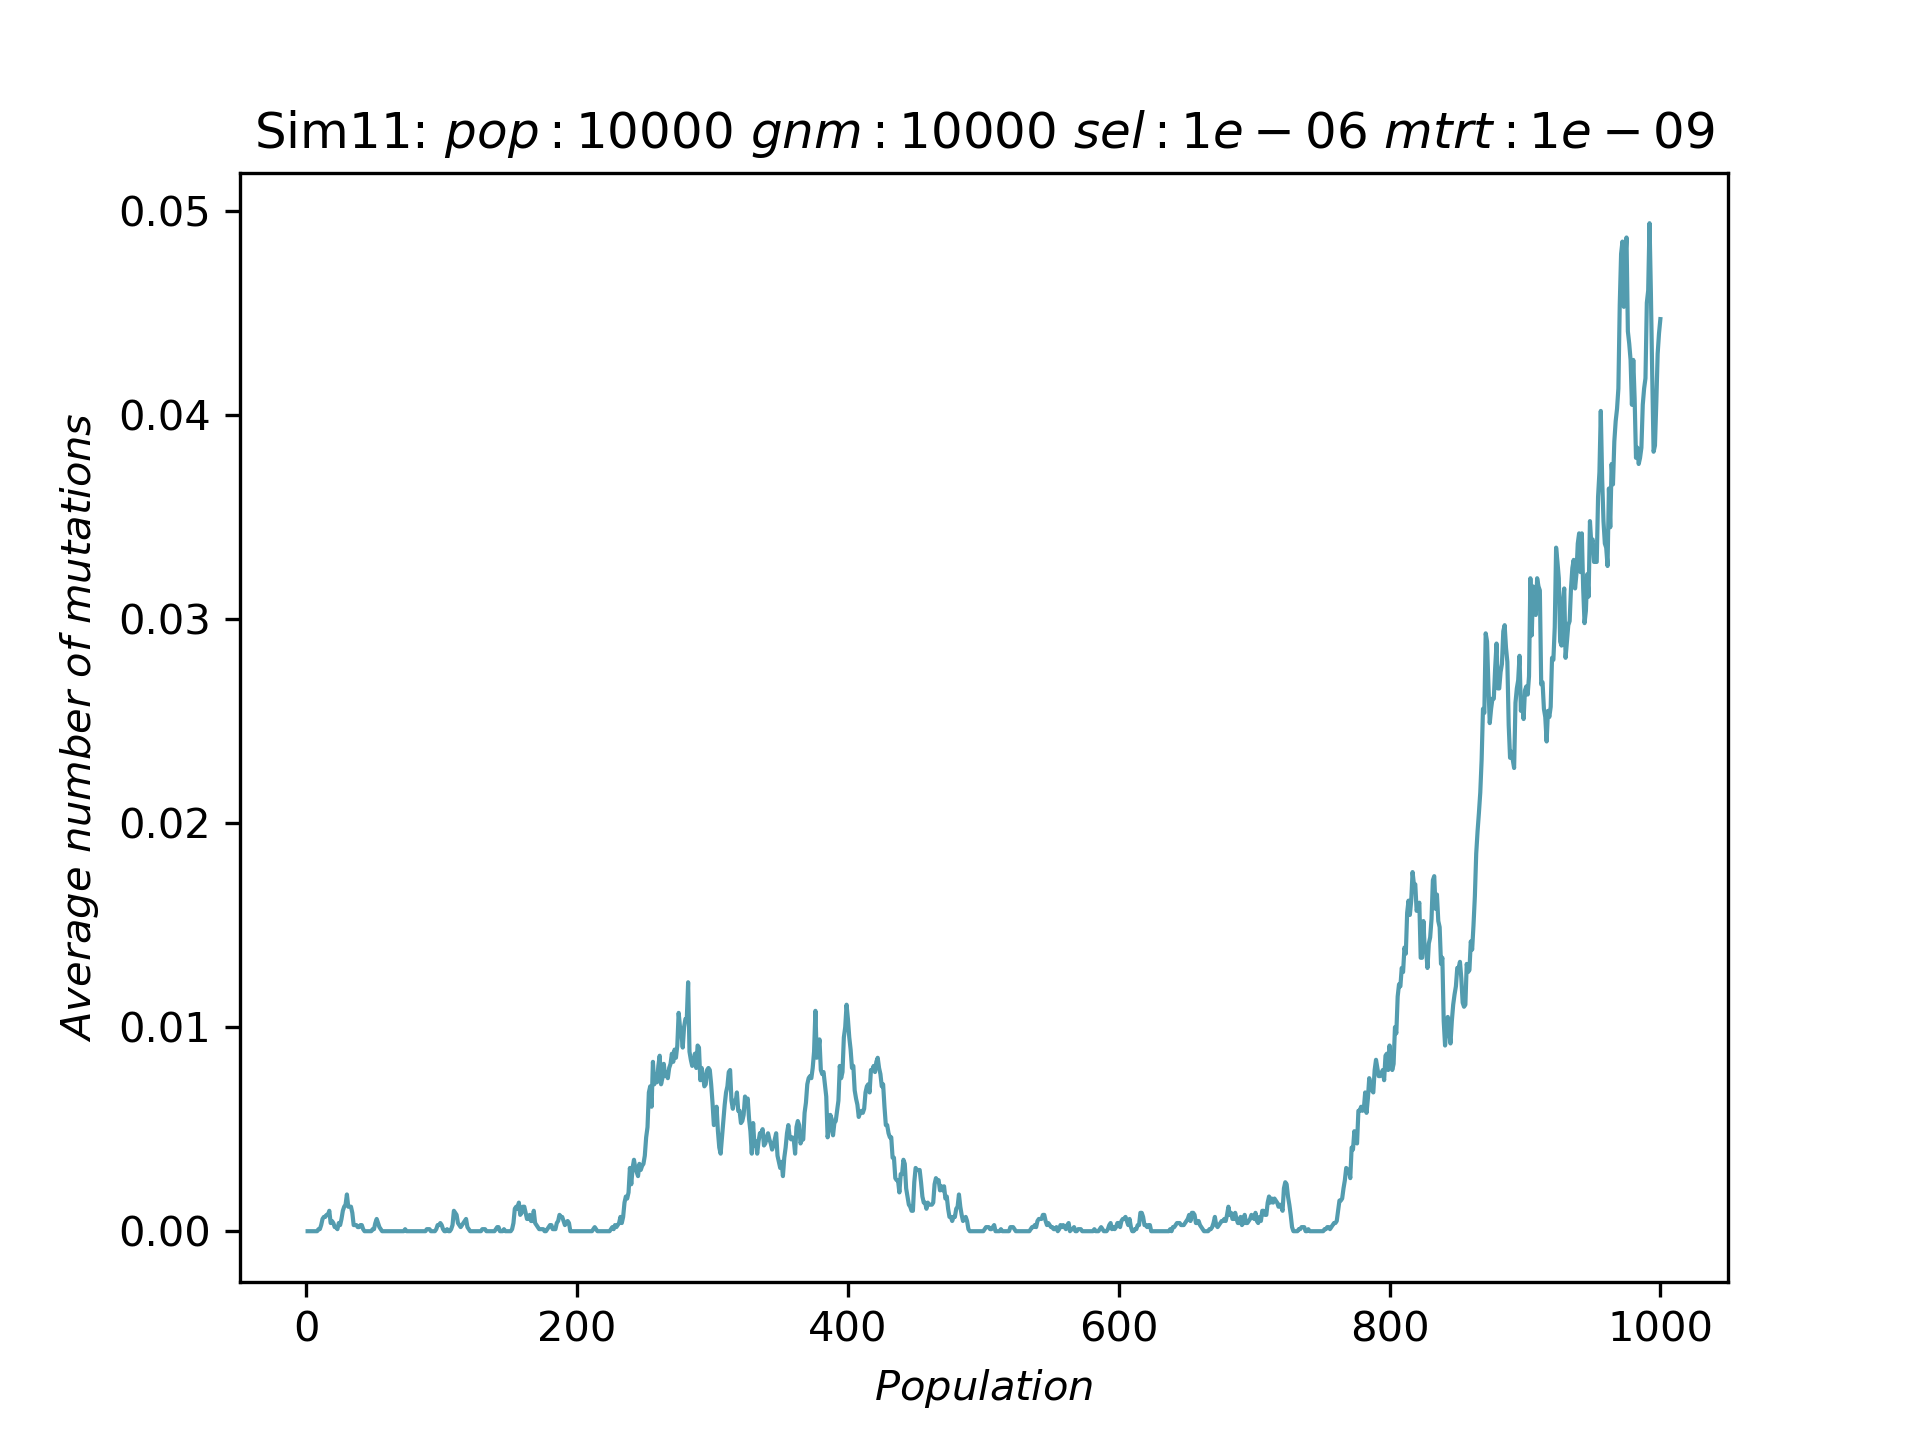 Sim11: pop : 10000 gnm : 10000 sel : 1e − 06 mtrt : 1e − 09
Average number of mutations
0.05
0.04
0.03
0.02
0.01
0.00
0 200 400 600 800 1000
Population